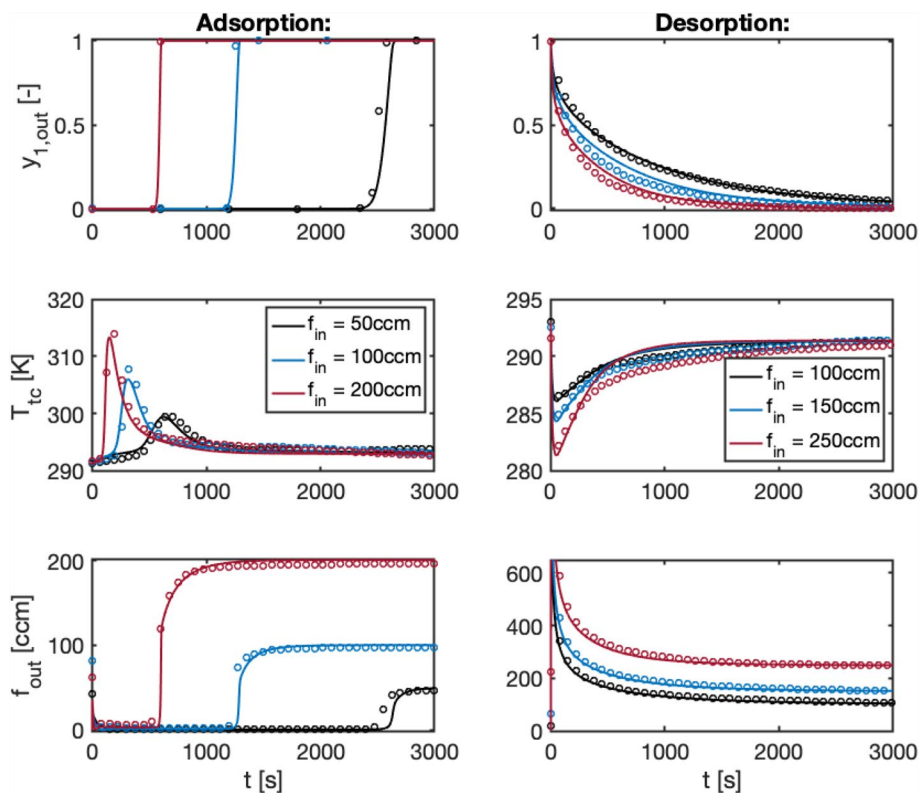 Adsorption: Desorption:
y1,out [-]
1
0.5
0
0 1000 2000 3000
1
0.5
0
0 1000 2000 3000
Ttc [K]
320
310
300
290
0 1000 2000 3000
fin = 50ccm
fin = 100ccm
fin = 200ccm
295
290
285
280
0 1000 2000 3000
fin = 100ccm
fin = 150ccm
fin = 250ccm
fout [ccm]
200
100
0
0 1000 2000 3000
t [s]
600
400
200
0
0 1000 2000 3000
t [s]